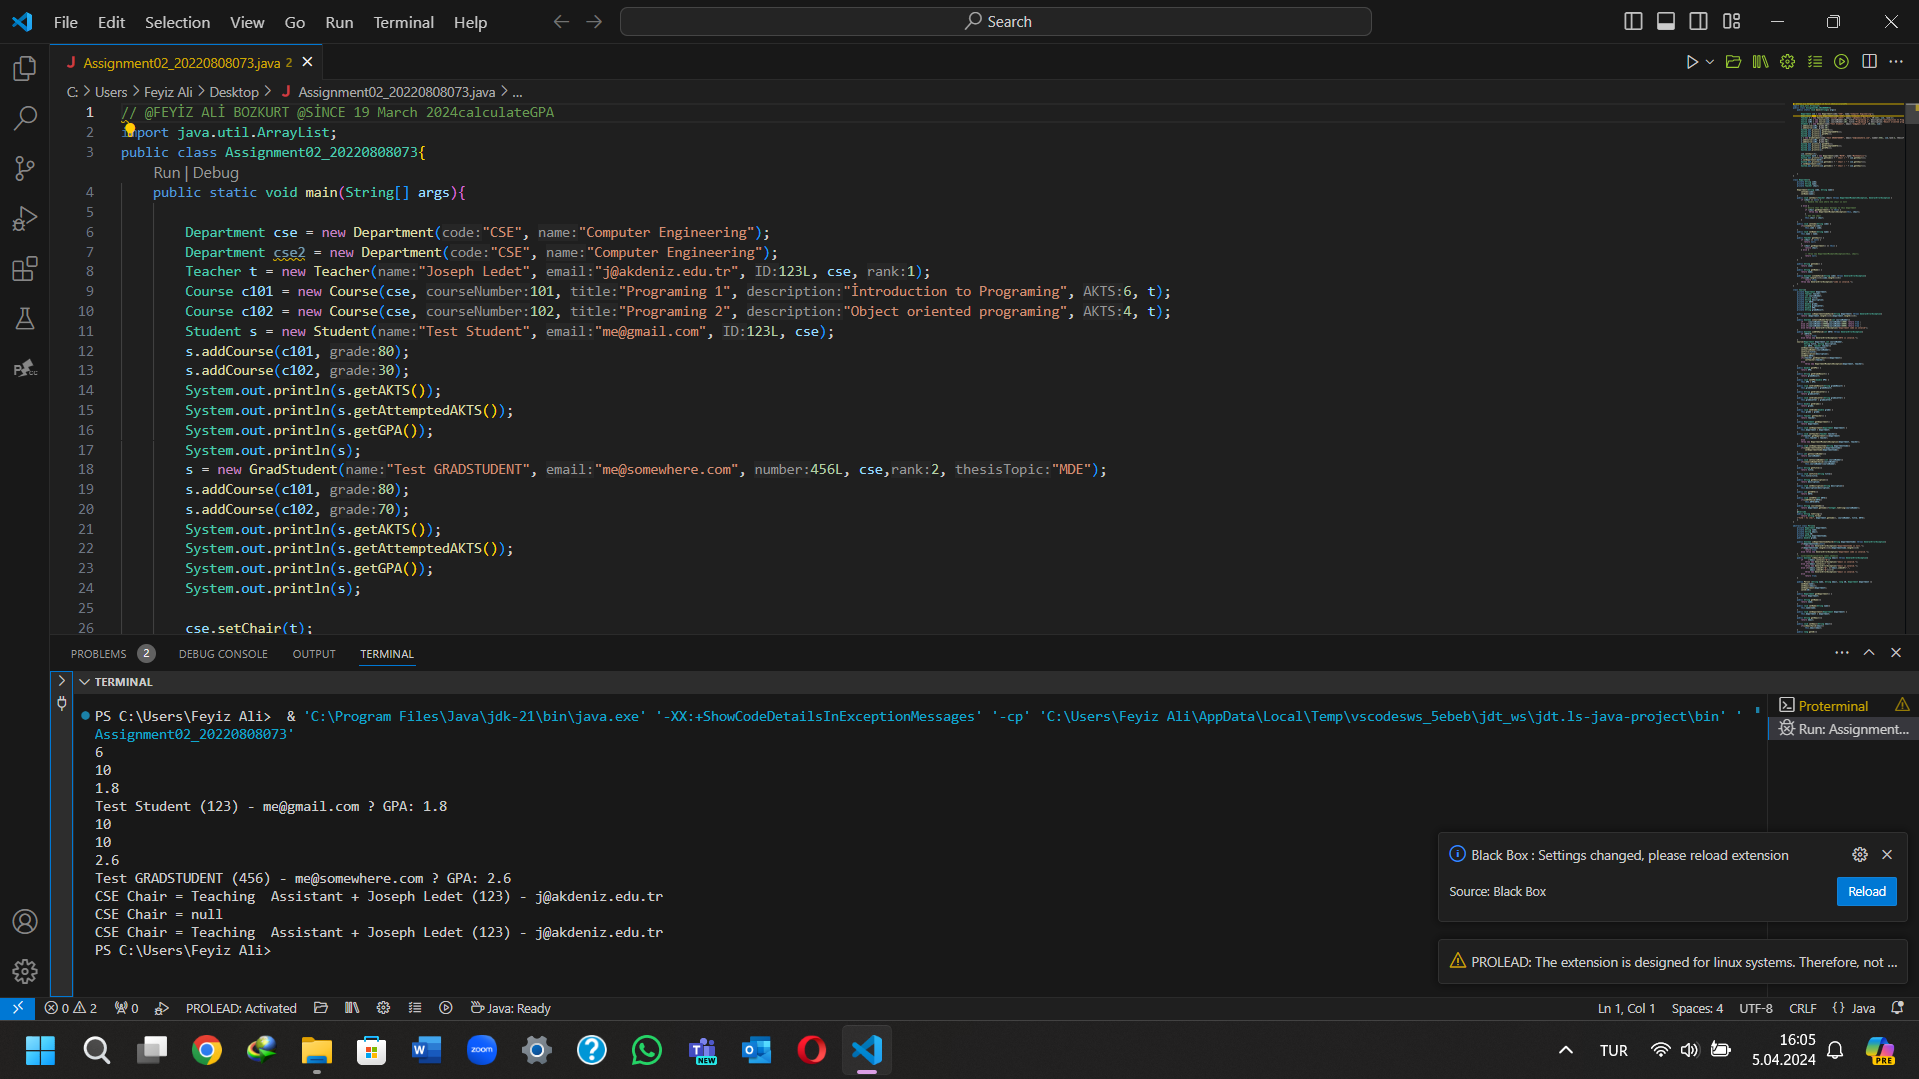 File Edit Selection View Go Run Terminal Help
Search
Assignment02_20220808073.java 2
C: > Users > Feyiz Ali > Desktop > J Assignment02_20220808073.java > ...
1 // @FEYİZ ALİ BOZKURT @SİNCE 19 March 2024calculateGPA
2 import java.util.ArrayList;
3 public class Assignment02_20220808073{
Run | Debug
4 public static void main(String[] args){
5
6 Department cse = new Department(code:"CSE", name:"Computer Engineering");
7 Department cse2 = new Department(code:"CSE", name:"Computer Engineering");
8 Teacher t = new Teacher(name:"Joseph Ledet", email:"j@akdeniz.edu.tr", ID:123L, cse, rank:1);
9 Course c101 = new Course(cse, courseNumber:101, title:"Programing 1", description:"İntroduction to Programing", AKTS:6, t);
10 Course c102 = new Course(cse, courseNumber:102, title:"Programing 2", description:"Object oriented programing", AKTS:4, t);
11 Student s = new Student(name:"Test Student", email:"me@gmail.com", ID:123L, cse);
12 s.addCourse(c101, grade:80);
13 s.addCourse(c102, grade:30);
14 System.out.println(s.getAKTS());
15 System.out.println(s.getAttemptedAKTS());
16 System.out.println(s.getGPA());
17 System.out.println(s);
18 s = new GradStudent(name:"Test GRADSTUDENT", email:"me@somewhere.com", number:456L, cse,rank:2, thesisTopic:"MDE");
19 s.addCourse(c101, grade:80);
20 s.addCourse(c102, grade:70);
21 System.out.println(s.getAKTS());
22 System.out.println(s.getAttemptedAKTS());
23 System.out.println(s.getGPA());
24 System.out.println(s);
25
26 cse.setChair(t);
PROBLEMS 2 DEBUG CONSOLE OUTPUT TERMINAL
TERMINAL
PS C:\Users\Feyiz Ali> & 'C:\Program Files\Java\jdk-21\bin\java.exe' '-XX:+ShowCodeDetailsInExceptionMessages' '-cp' 'C:\Users\Feyiz Ali\AppData\Local\Temp\vscodesws_5ebeb\jdt_ws\jdt.ls-java-project\bin' '
Assignment02_20220808073'
6
10
1.8
Test Student (123) - me@gmail.com ? GPA: 1.8
10
10
2.6
Test GRADSTUDENT (456) - me@somewhere.com ? GPA: 2.6
CSE Chair = Teaching  Assistant + Joseph Ledet (123) - j@akdeniz.edu.tr
CSE Chair = null
CSE Chair = Teaching  Assistant + Joseph Ledet (123) - j@akdeniz.edu.tr
PS C:\Users\Feyiz Ali>
Proterminal
Run: Assignment...
Black Box : Settings changed, please reload extension
Source: Black Box
Reload
PROLEAD: The extension is designed for linux systems. Therefore, not ...
0 2 0 PROLEAD: Activated Java: Ready
Ln 1, Col 1 Spaces: 4 UTF-8 CRLF {} Java
zoom
NEW
TUR
16:05
5.04.2024
PRE